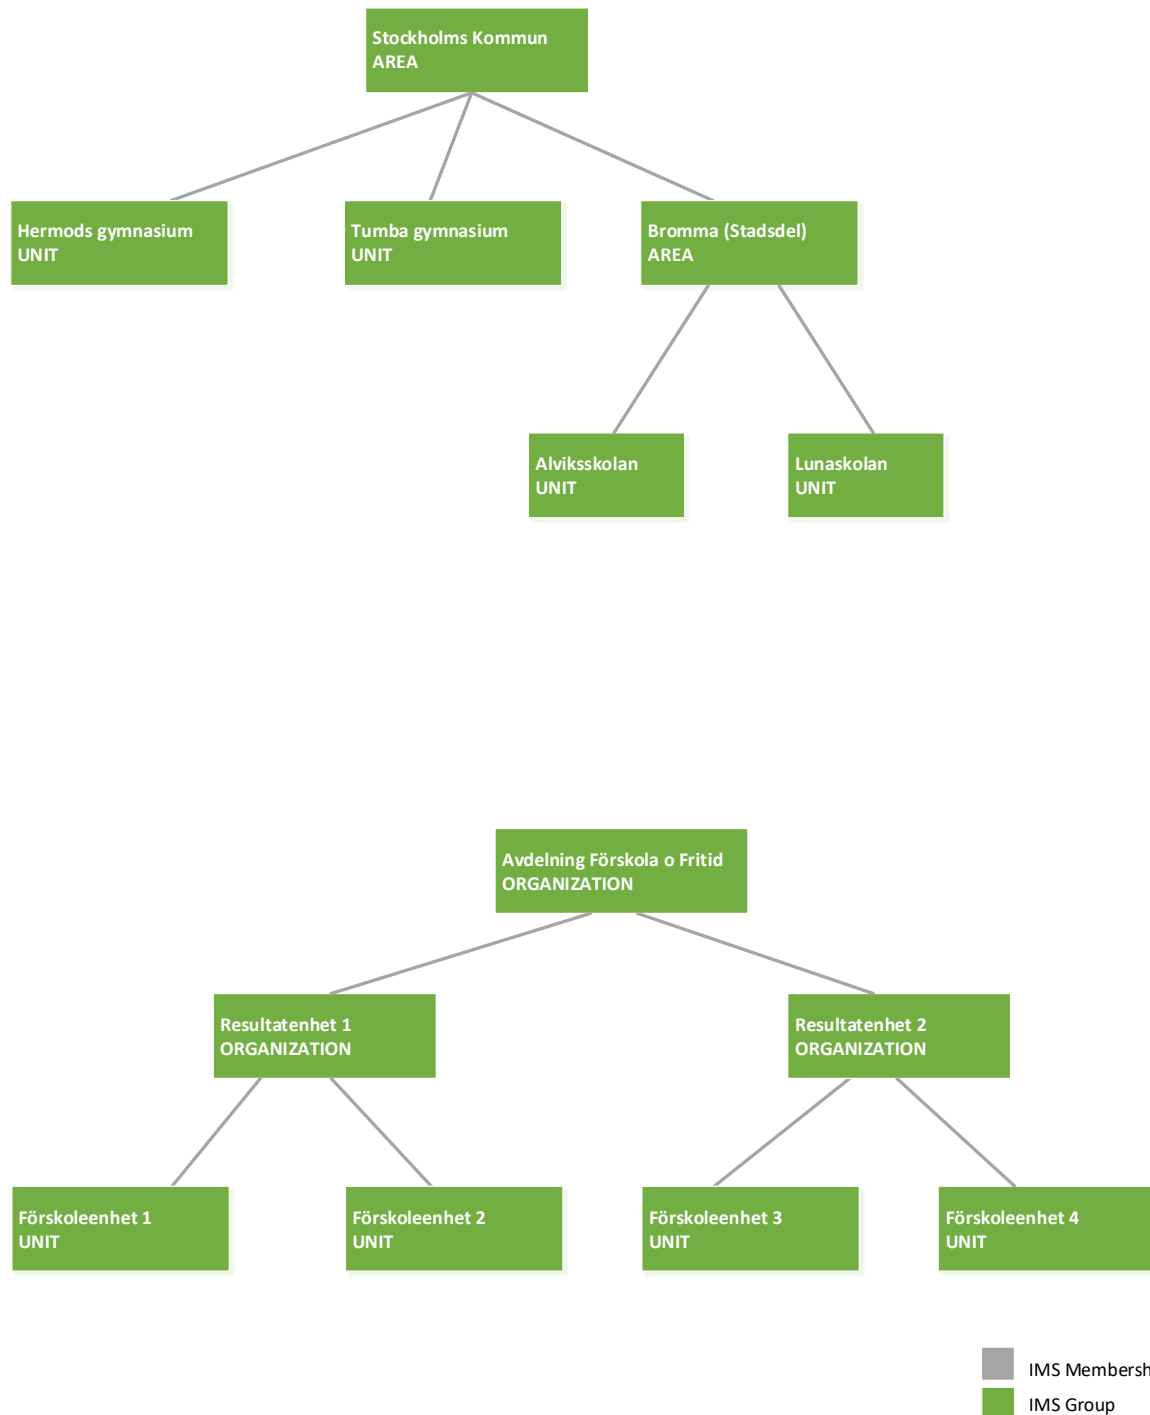 Stockholms Kommun
AREA
Hermods gymnasium
UNIT
Tumba gymnasium
UNIT
Bromma (Stadsdel)
AREA
Alviksskolan
UNIT
Lunaskolan
UNIT
Avdelning Förskola o Fritid
ORGANIZATION
Resultatenhet 1
ORGANIZATION
Resultatenhet 2
ORGANIZATION
Förskoleenhet 1
UNIT
Förskoleenhet 2
UNIT
Förskoleenhet 3
UNIT
Förskoleenhet 4
UNIT
IMS Membersh
IMS Group